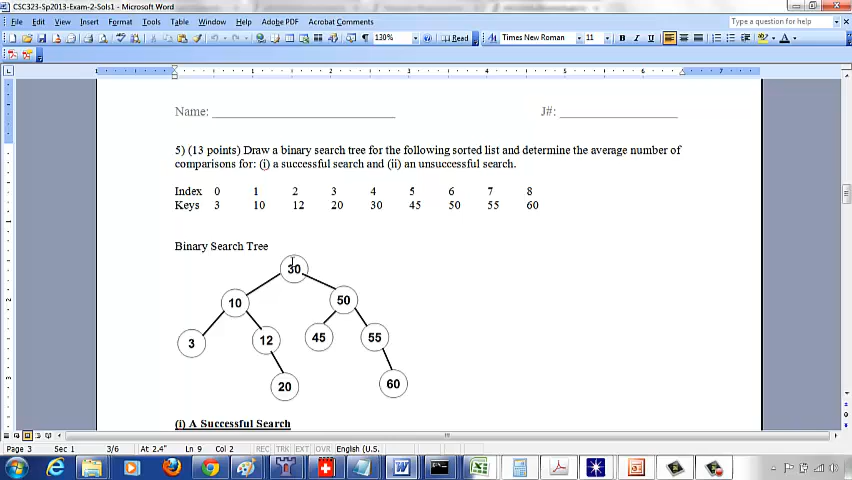 CSC323-Sp2013-Exam-2-Sols1 - Microsoft Word
File Edit View Insert Format Tools Table Window Help Adobe PDF Acrobat Comments
Type a question for help
130% Read Times New Roman 11 B I U
Name: J#:
5) (13 points) Draw a binary search tree for the following sorted list and determine the average number of
comparisons for: (i) a successful search and (ii) an unsuccessful search.
Index 0 1 2 3 4 5 6 7 8
Keys 3 10 12 20 30 45 50 55 60
Binary Search Tree
30
10 50
3 12 45 55
20 60
(i) A Successful Search
Page 3 Sec 1 3/6 At 2.4" Ln 9 Col 2 REC TRK EXT OVR English (U.S.
12:38 PM